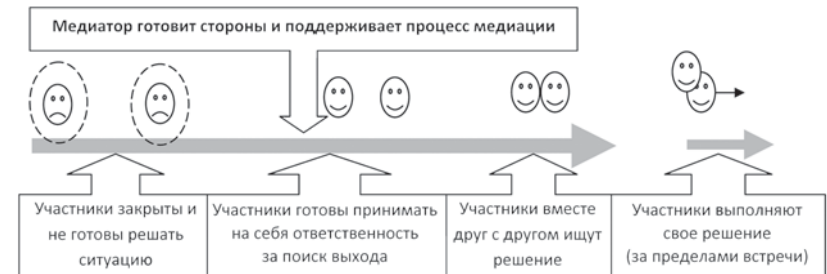 Медиатор готовит стороны и поддерживает процесс медиации
Участники закрыты и
не готовы решать
ситуацию
Участники готовы принимать
на себя ответственность
за поиск выхода
Участники вместе
друг с другом ищут
решение
Участники выполняют
свое решение
(за пределами встречи)